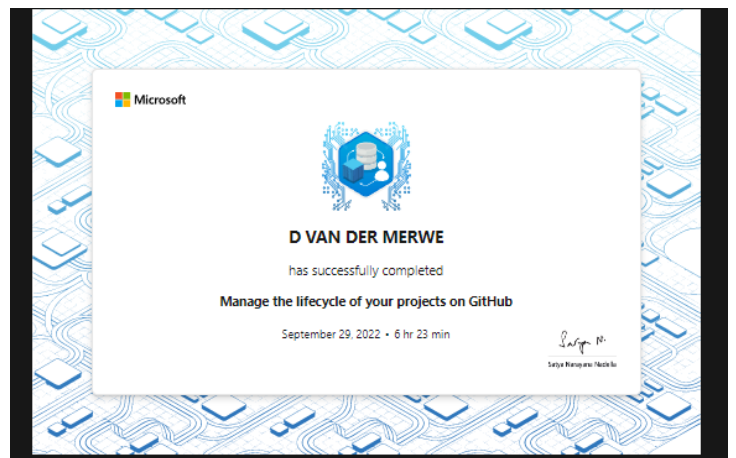 Microsoft
D VAN DER MERWE
has successfully completed
Manage the lifecycle of your projects on GitHub
September 29, 2022 • 6 hr 23 min
Satya N.
Satya Narayana Nadella